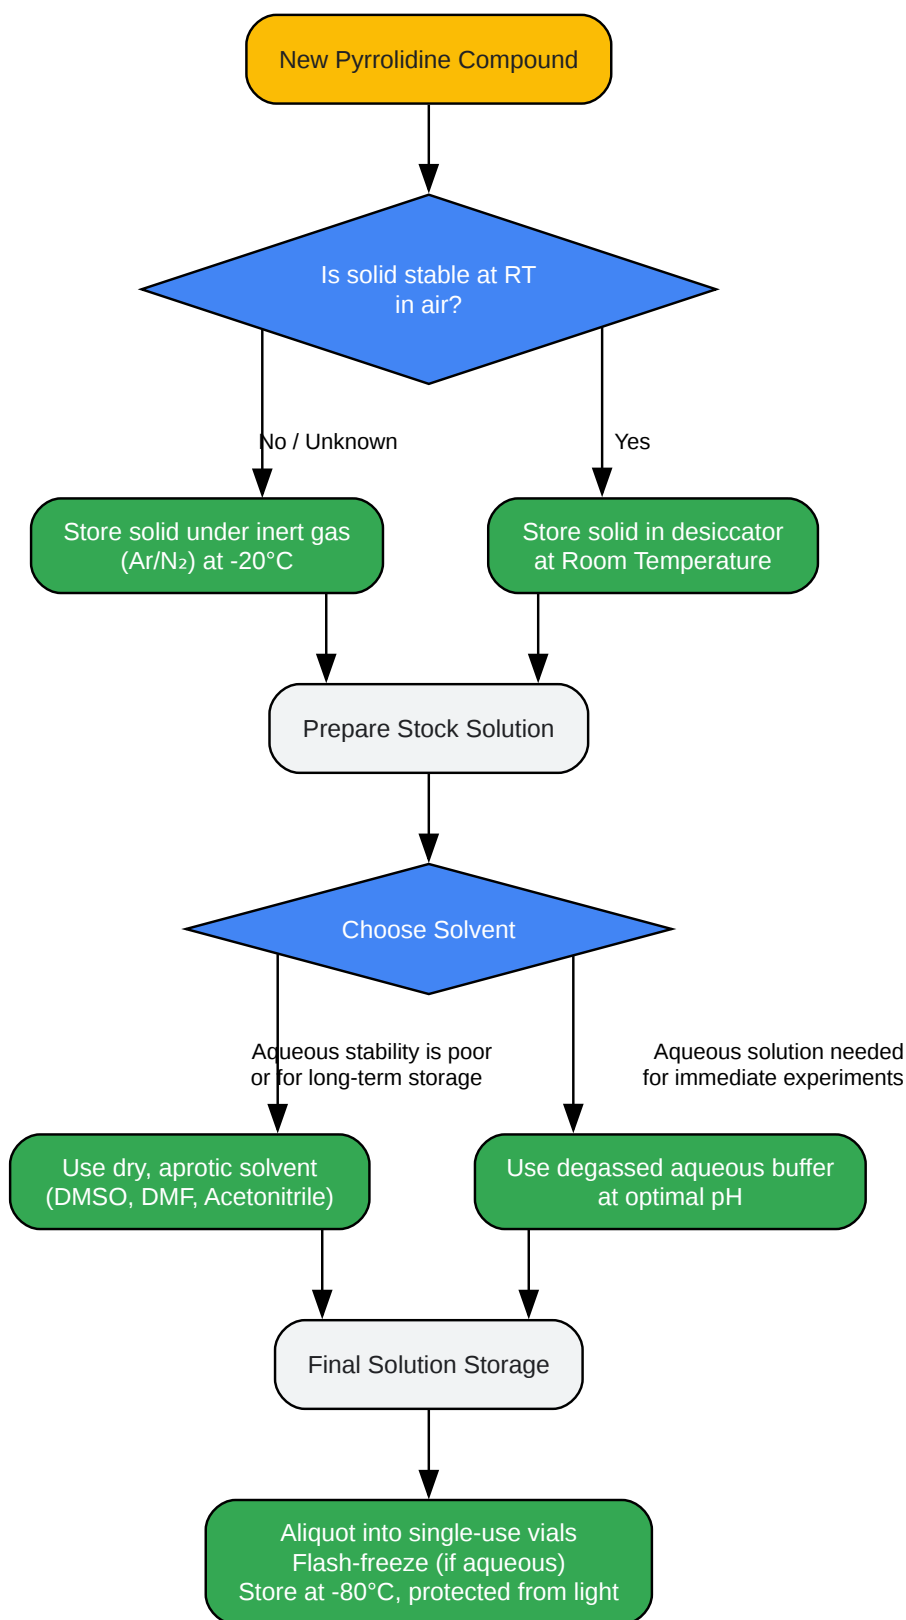 New Pyrrolidine Compound
Is solid stable at RT
in air?
No / Unknown
Yes
Store solid under inert gas
(Ar/N₂) at -20°C
Store solid in desiccator
at Room Temperature
Prepare Stock Solution
Choose Solvent
Aqueous stability is poor
or for long-term storage
Aqueous solution needed
for immediate experiments
Use dry, aprotic solvent
(DMSO, DMF, Acetonitrile)
Use degassed aqueous buffer
at optimal pH
Final Solution Storage
Aliquot into single-use vials
Flash-freeze (if aqueous)
Store at -80°C, protected from light